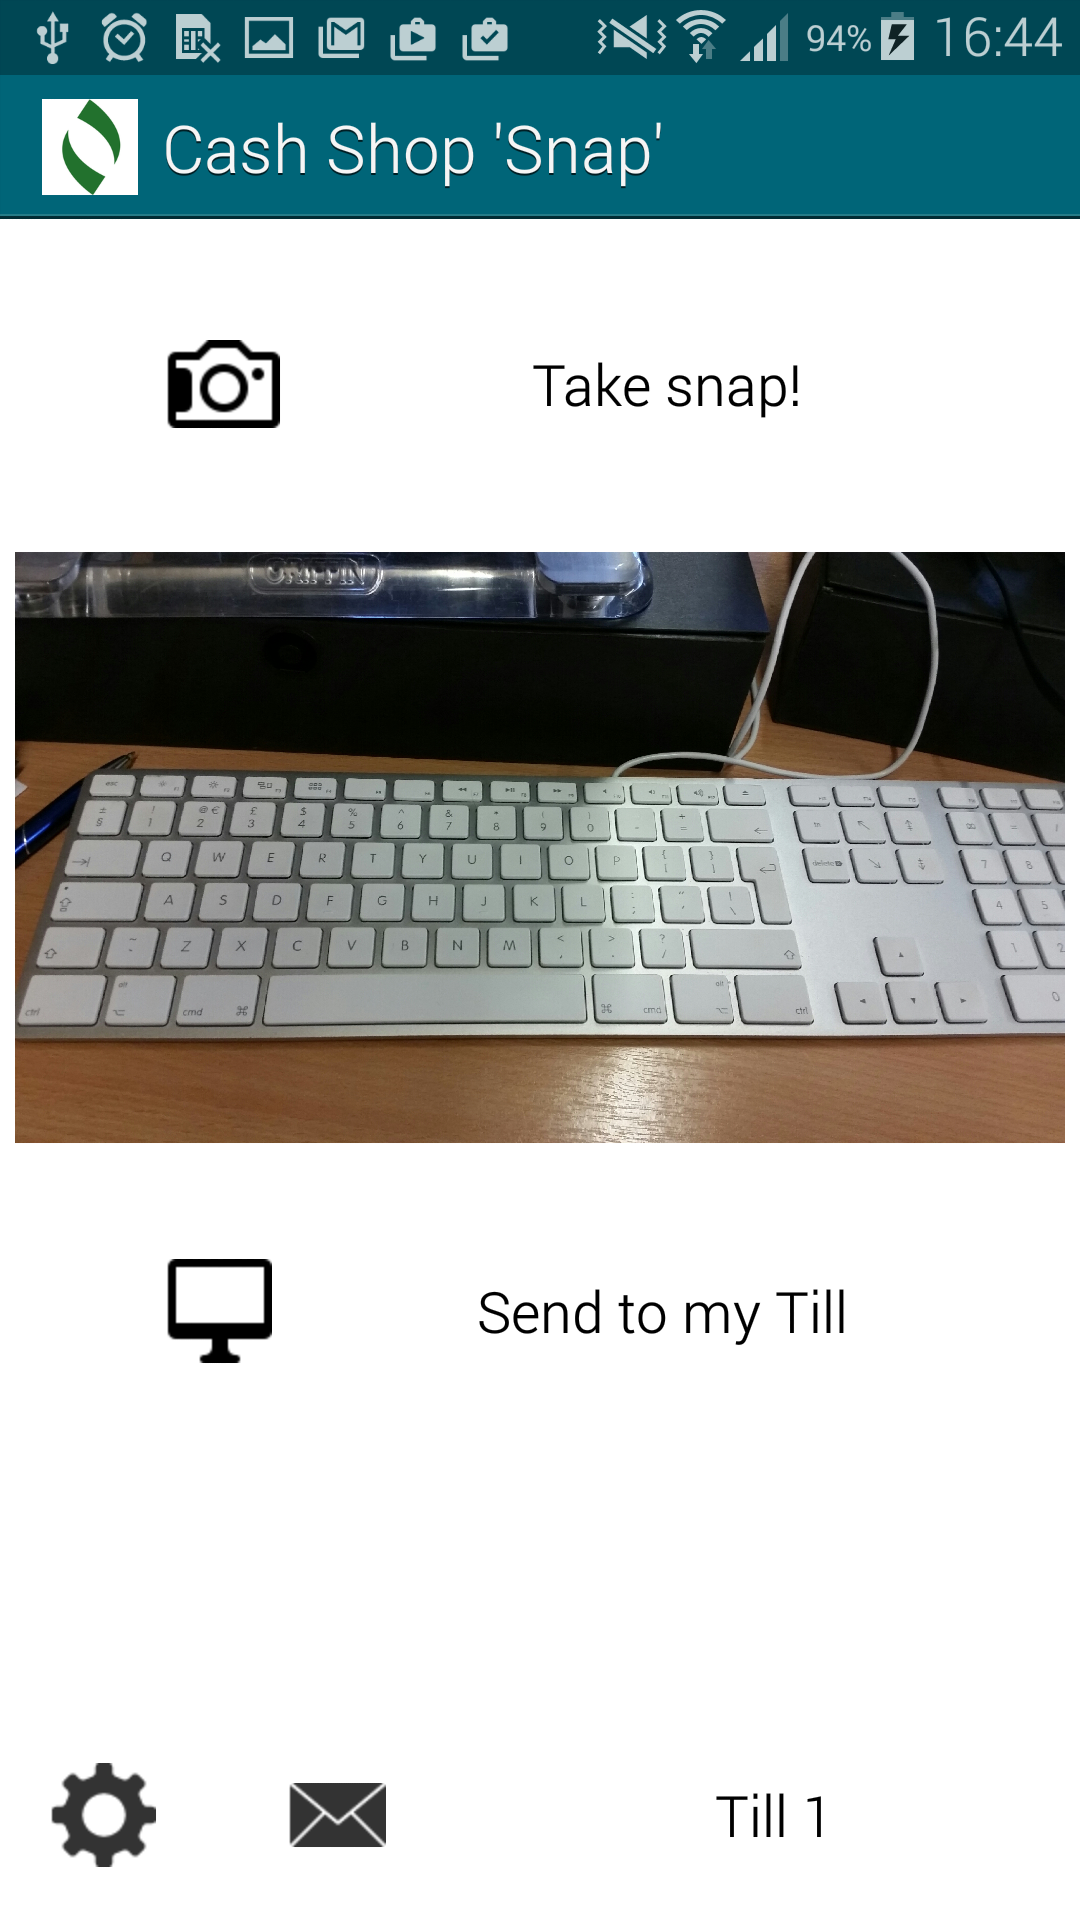 94% 16:44
Cash Shop 'Snap'
Take snap!
GRIFFIN
esc
± ! @ € £ $ % ^ & * ( ) _ +
§ 1 2 3 4 5 6 7 8 9 0 - =
Q W E R T Y U I O P { }
[ ]
delete
7 8
A S D F G H J K L : " |
; ' \
4 5
~ Z X C V B N M < > ?
` , . /
1 2
ctrl alt cmd cmd alt ctrl
0
Send to my Till
Till 1